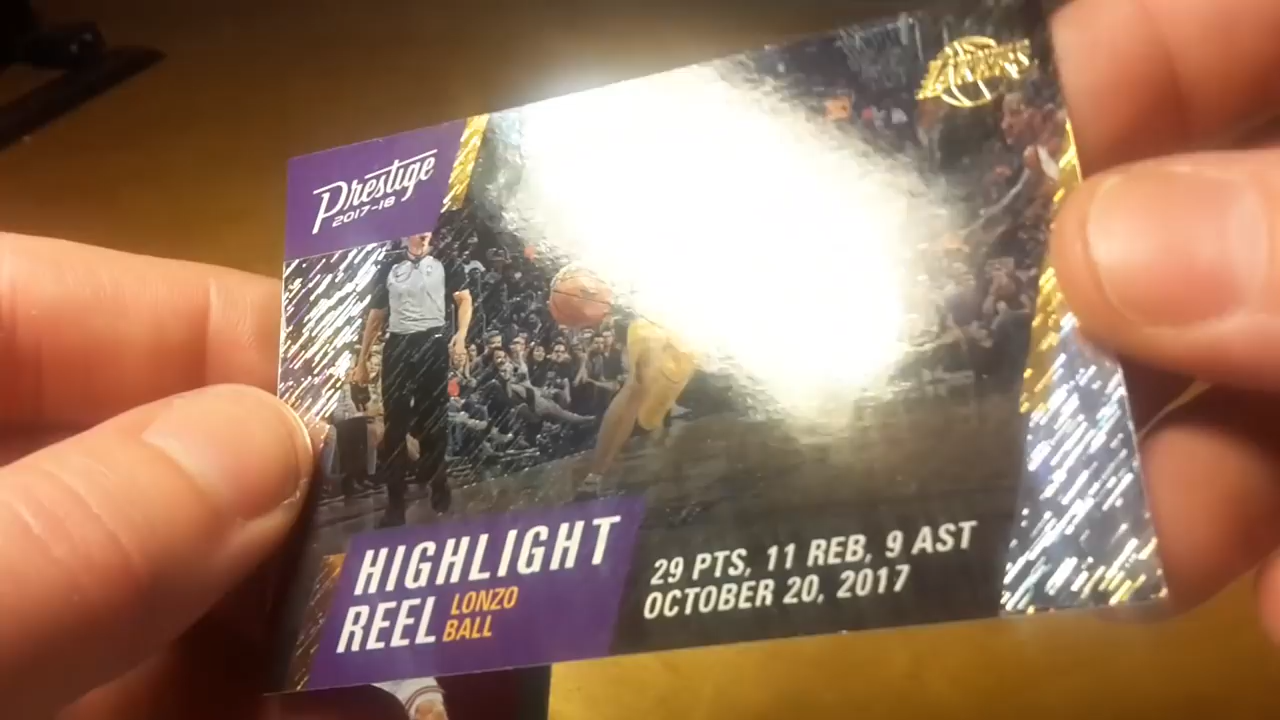 Prestige
2017-18
LAKERS
HIGHLIGHT
REEL
LONZO
BALL
29 PTS, 11 REB, 9 AST
OCTOBER 20, 2017